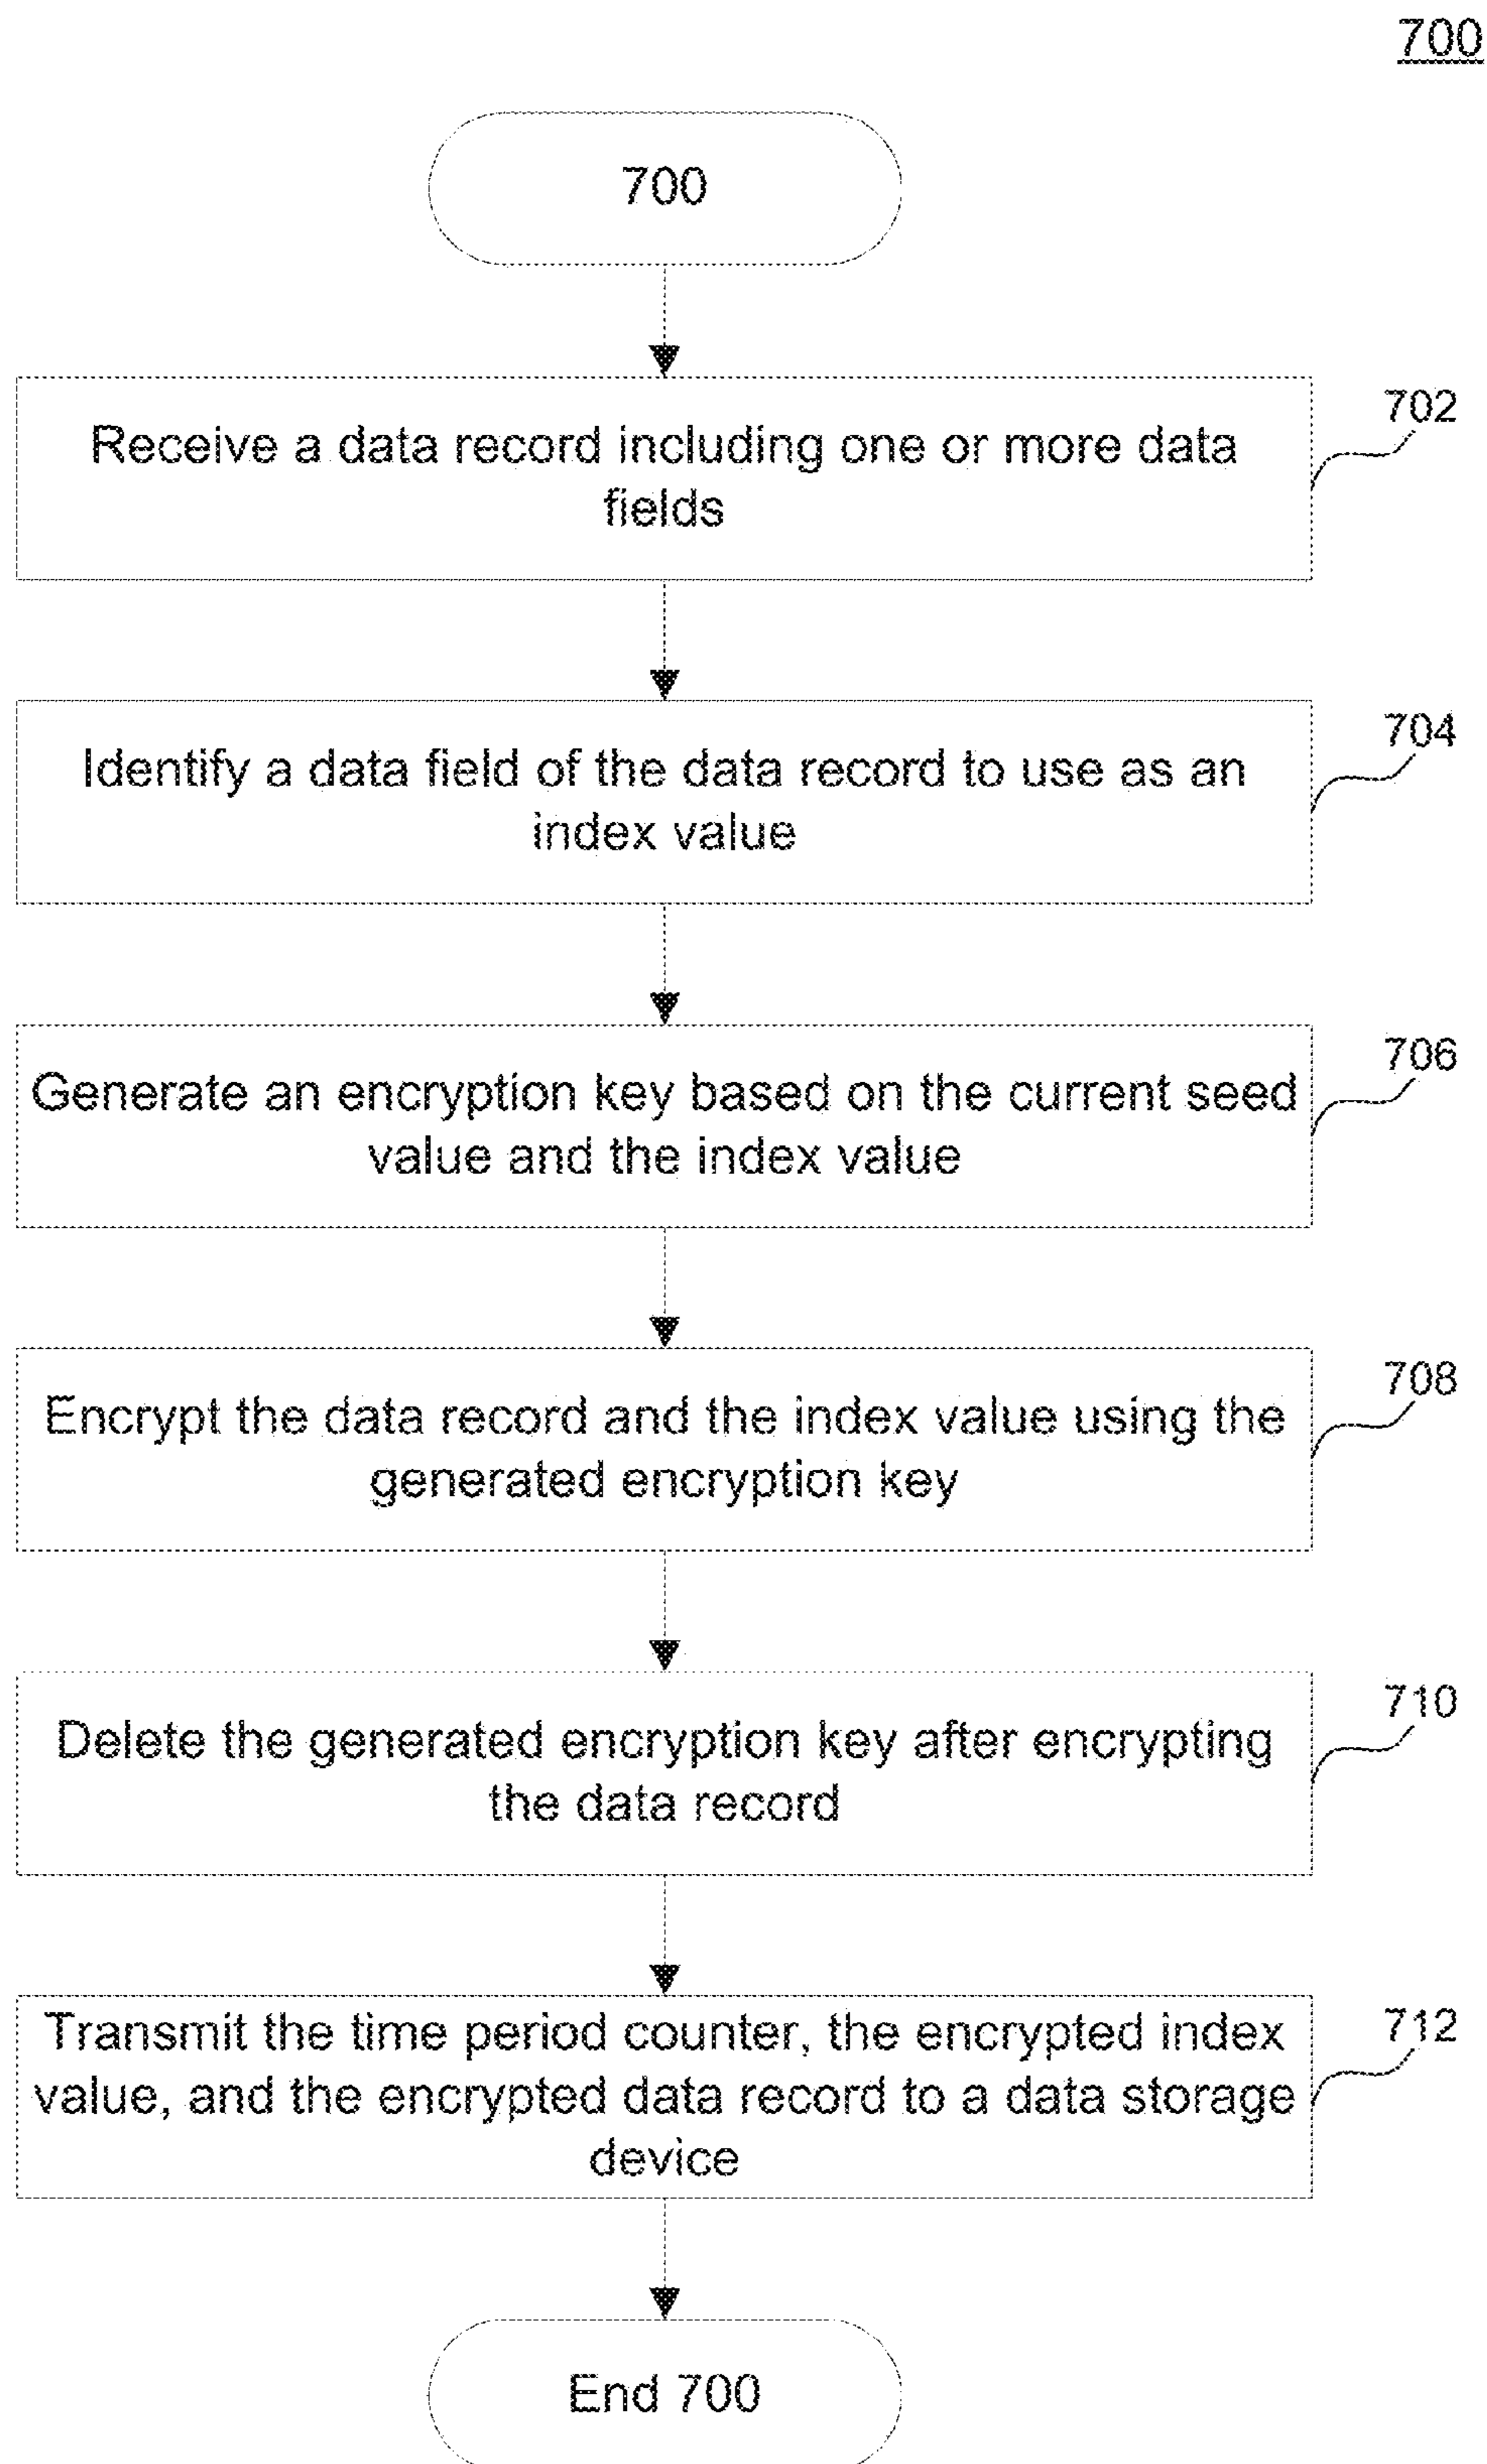 700
700
Receive a data record including one or more data
fields
702
Identify a data field of the data record to use as an
index value
704
Generate an encryption key based on the current seed
value and the index value
706
Encrypt the data record and the index value using the
generated encryption key
708
Delete the generated encryption key after encrypting
the data record
710
Transmit the time period counter, the encrypted index
value, and the encrypted data record to a data storage
device
712
End 700